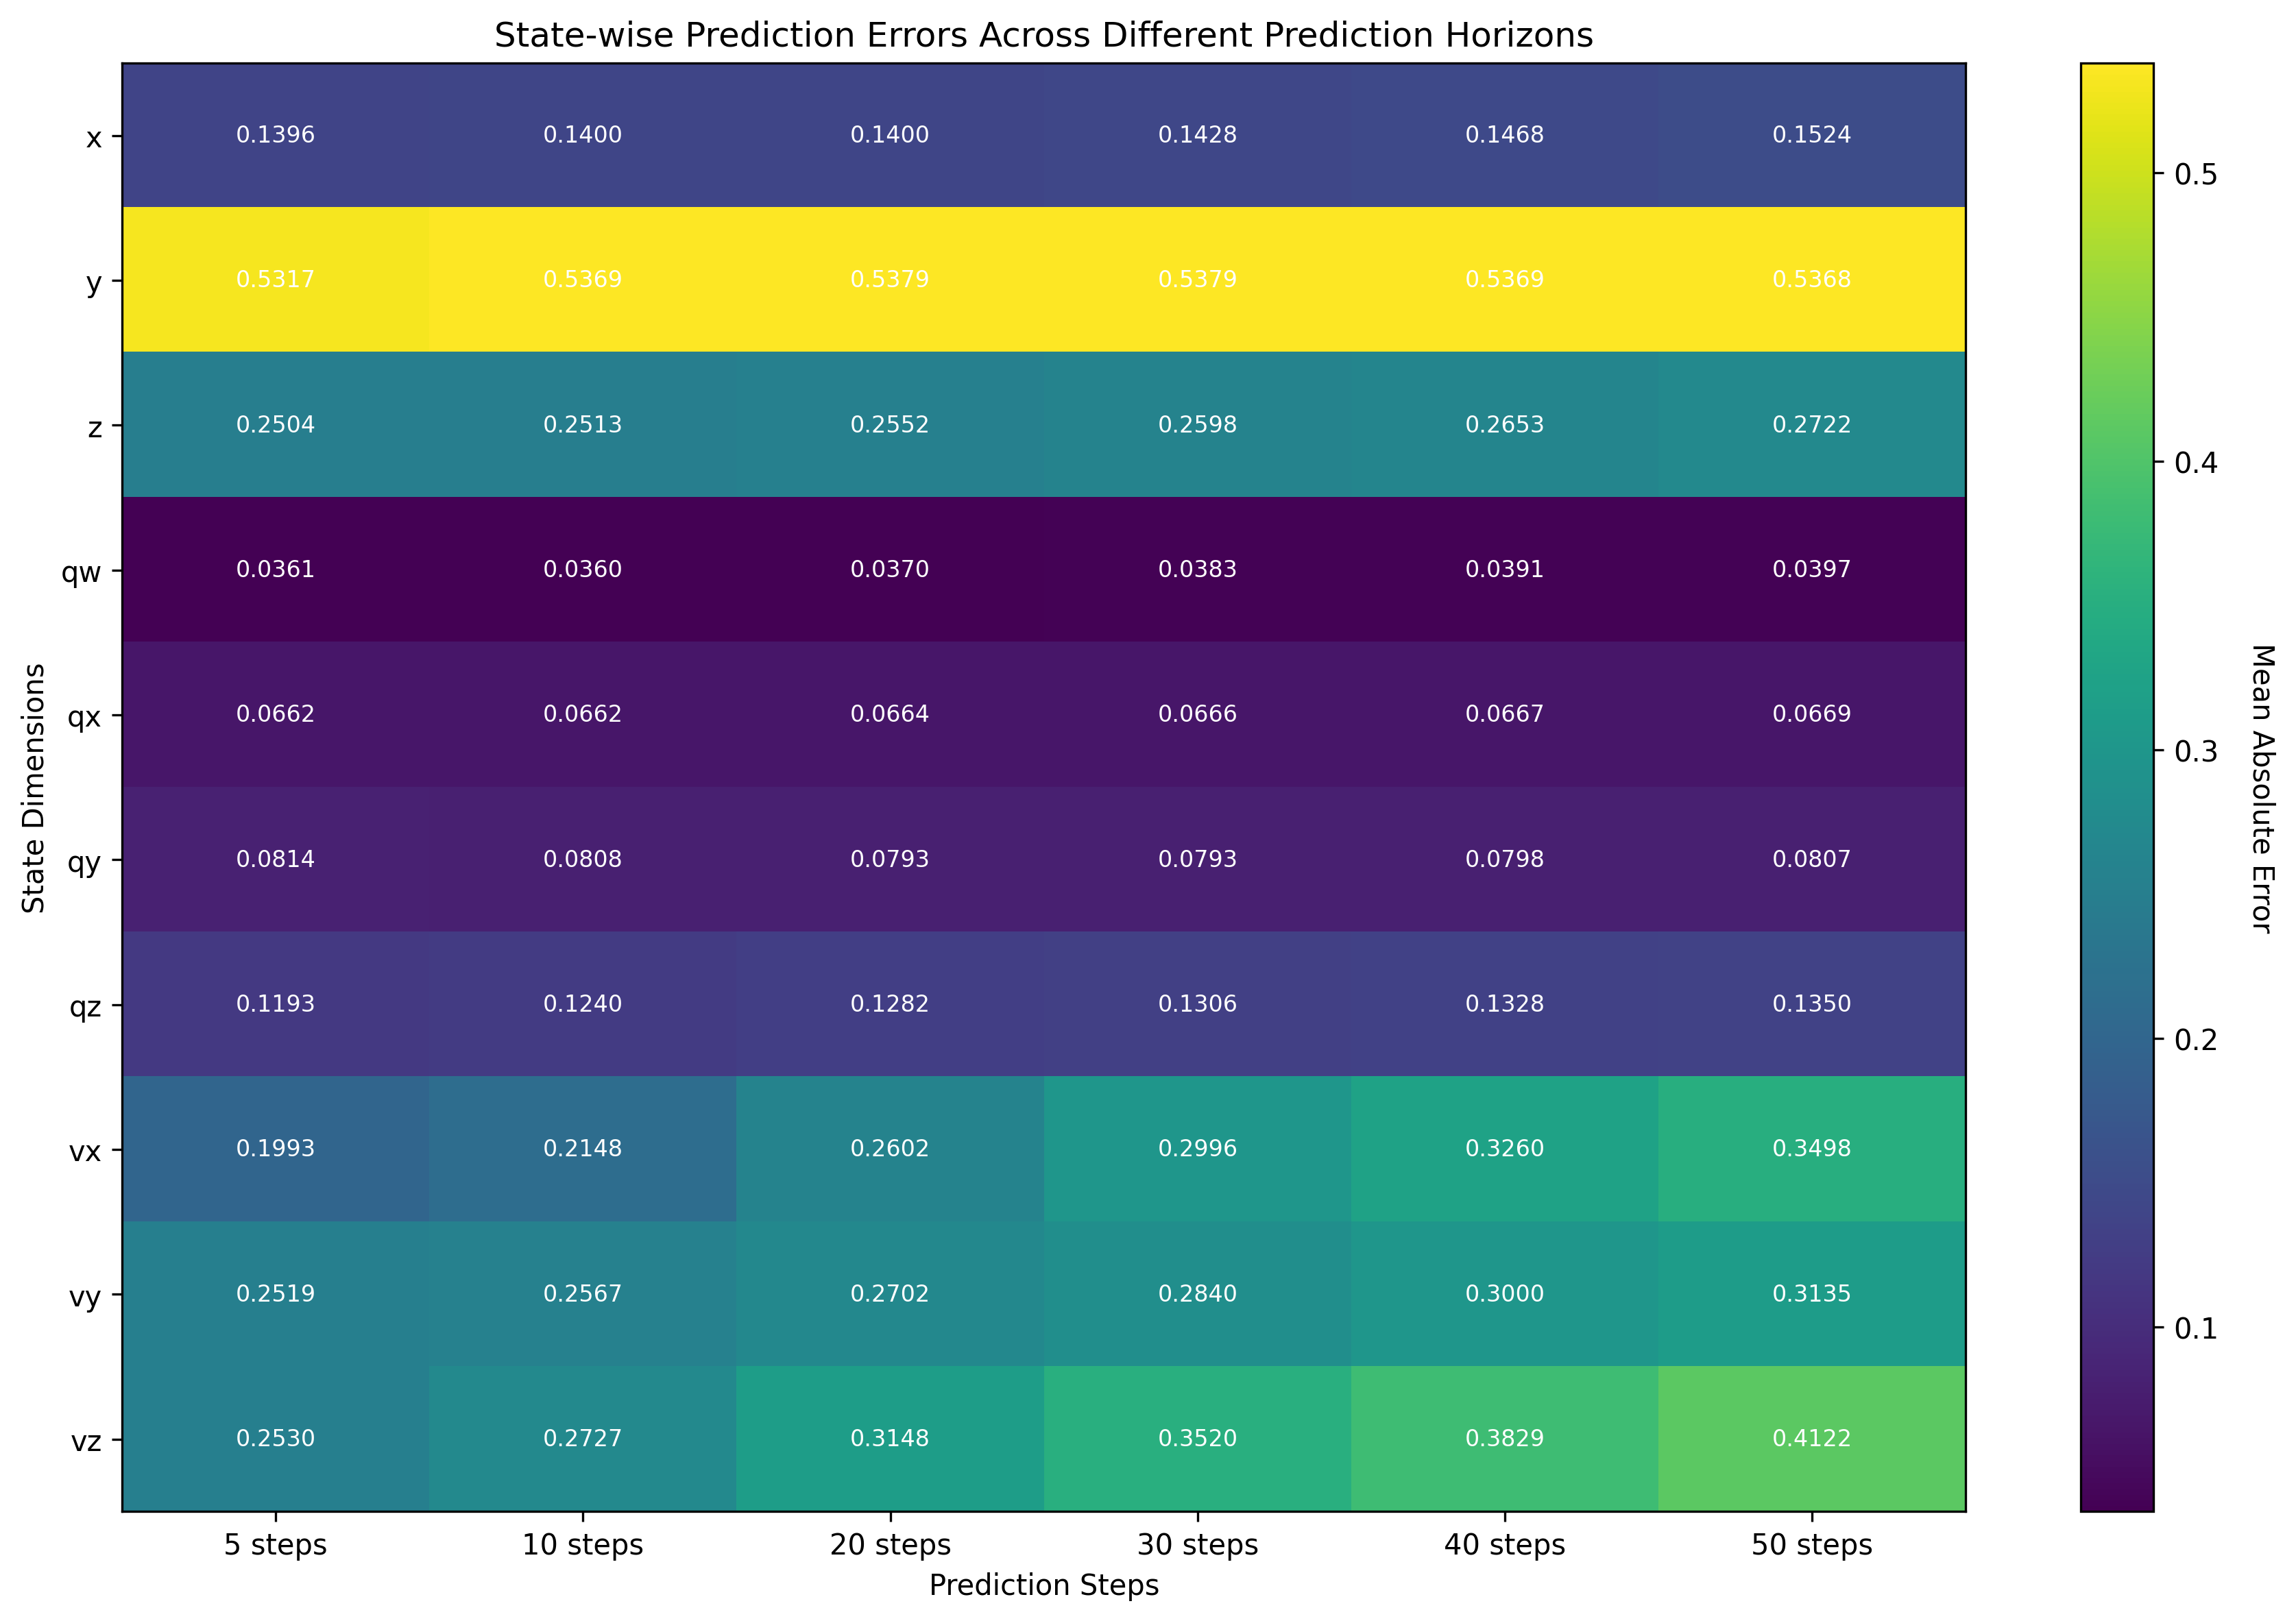 State-wise Prediction Errors Across Different Prediction Horizons
x 0.1396 0.1400 0.1400 0.1428 0.1468 0.1524
y 0.5317 0.5369 0.5379 0.5379 0.5369 0.5368
z 0.2504 0.2513 0.2552 0.2598 0.2653 0.2722
qw 0.0361 0.0360 0.0370 0.0383 0.0391 0.0397
qx 0.0662 0.0662 0.0664 0.0666 0.0667 0.0669
qy 0.0814 0.0808 0.0793 0.0793 0.0798 0.0807
qz 0.1193 0.1240 0.1282 0.1306 0.1328 0.1350
vx 0.1993 0.2148 0.2602 0.2996 0.3260 0.3498
vy 0.2519 0.2567 0.2702 0.2840 0.3000 0.3135
vz 0.2530 0.2727 0.3148 0.3520 0.3829 0.4122
5 steps 10 steps 20 steps 30 steps 40 steps 50 steps
Prediction Steps
State Dimensions
0.5
0.4
0.3
0.2
0.1
Mean Absolute Error